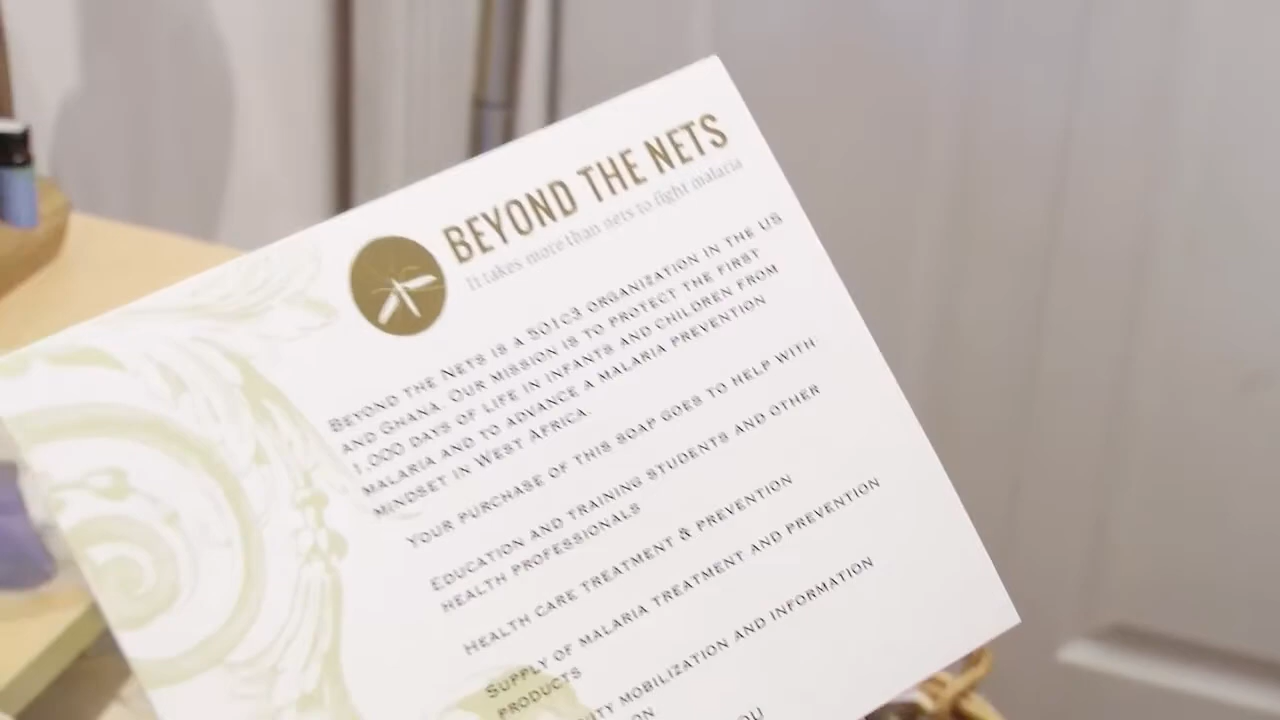 BEYOND THE NETS
It takes more than nets to fight malaria
BEYOND THE NETS IS A 501C3 ORGANIZATION IN THE US
AND GHANA. OUR MISSION IS TO PROTECT THE FIRST
1,000 DAYS OF LIFE IN INFANTS AND CHILDREN FROM
MALARIA AND TO ADVANCE A MALARIA PREVENTION
MINDSET IN WEST AFRICA.
YOUR PURCHASE OF THIS SOAP GOES TO HELP WITH:
EDUCATION AND TRAINING STUDENTS AND OTHER
HEALTH PROFESSIONALS
HEALTH CARE TREATMENT & PREVENTION
SUPPLY OF MALARIA TREATMENT AND PREVENTION
PRODUCTS
MOBILIZATION AND INFORMATION